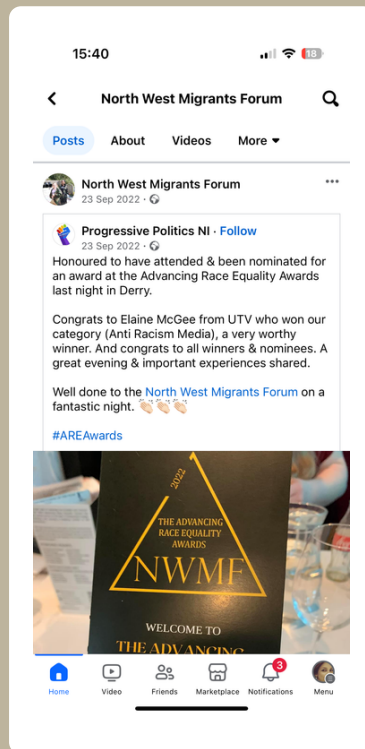 15:40
18
North West Migrants Forum
Posts About Videos More
North West Migrants Forum
23 Sep 2022 ·
Progressive Politics NI · Follow
23 Sep 2022 ·
Honoured to have attended & been nominated for
an award at the Advancing Race Equality Awards
last night in Derry.
Congrats to Elaine McGee from UTV who won our
category (Anti Racism Media), a very worthy
winner. And congrats to all winners & nominees. A
great evening & important experiences shared.
Well done to the North West Migrants Forum on a
fantastic night. 👏🏻👏🏻👏🏻
#AREAwards
2022
THE ADVANCING
RACE EQUALITY
AWARDS
NWMF
WELCOME TO
THE ADVANCING
3
Home Video Friends Marketplace Notifications Menu